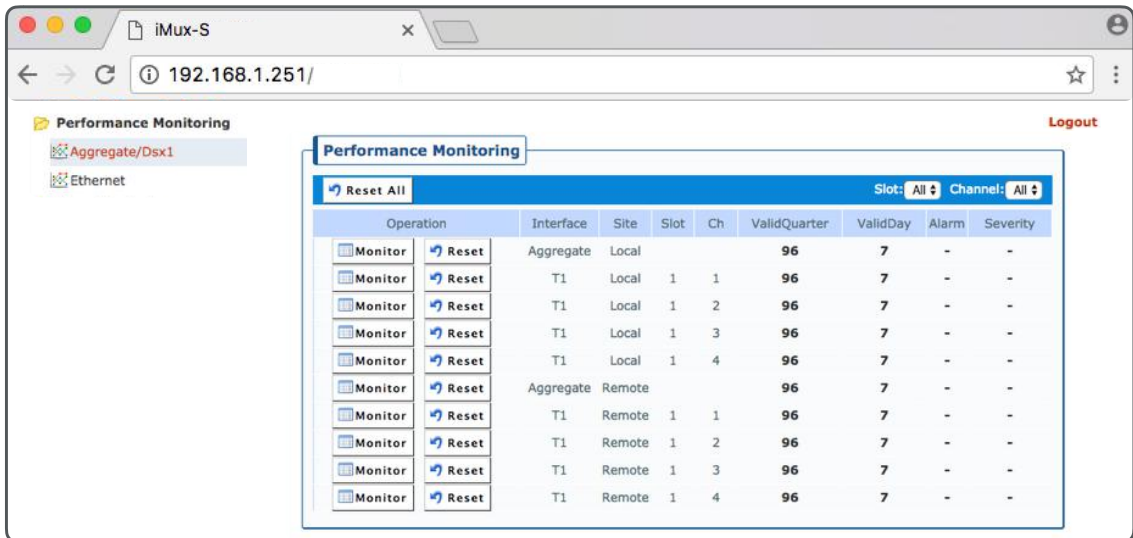 iMux-S
192.168.1.251/
Performance Monitoring
Aggregate/Dsx1
Ethernet
Logout
Performance Monitoring
Reset All Slot: All Channel: All
Operation Interface Site Slot Ch ValidQuarter ValidDay Alarm Severity
Monitor Reset Aggregate Local 96 7 - -
Monitor Reset T1 Local 1 1 96 7 - -
Monitor Reset T1 Local 1 2 96 7 - -
Monitor Reset T1 Local 1 3 96 7 - -
Monitor Reset T1 Local 1 4 96 7 - -
Monitor Reset Aggregate Remote 96 7 - -
Monitor Reset T1 Remote 1 1 96 7 - -
Monitor Reset T1 Remote 1 2 96 7 - -
Monitor Reset T1 Remote 1 3 96 7 - -
Monitor Reset T1 Remote 1 4 96 7 - -